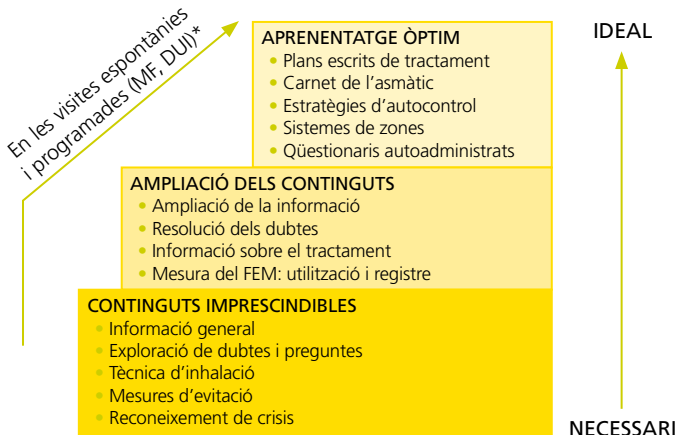 En les visites espontànies
i programades (MF, DUI)*
APRENENTATGE ÒPTIM
• Plans escrits de tractament
• Carnet de l'asmàtic
• Estratègies d'autocontrol
• Sistemes de zones
• Qüestionaris autoadministrats
IDEAL
AMPLIACIÓ DELS CONTINGUTS
• Ampliació de la informació
• Resolució dels dubtes
• Informació sobre el tractament
• Mesura del FEM: utilització i registre
CONTINGUTS IMPRESCINDIBLES
• Informació general
• Exploració de dubtes i preguntes
• Tècnica d'inhalació
• Mesures d'evitació
• Reconeixement de crisis
NECESSARI